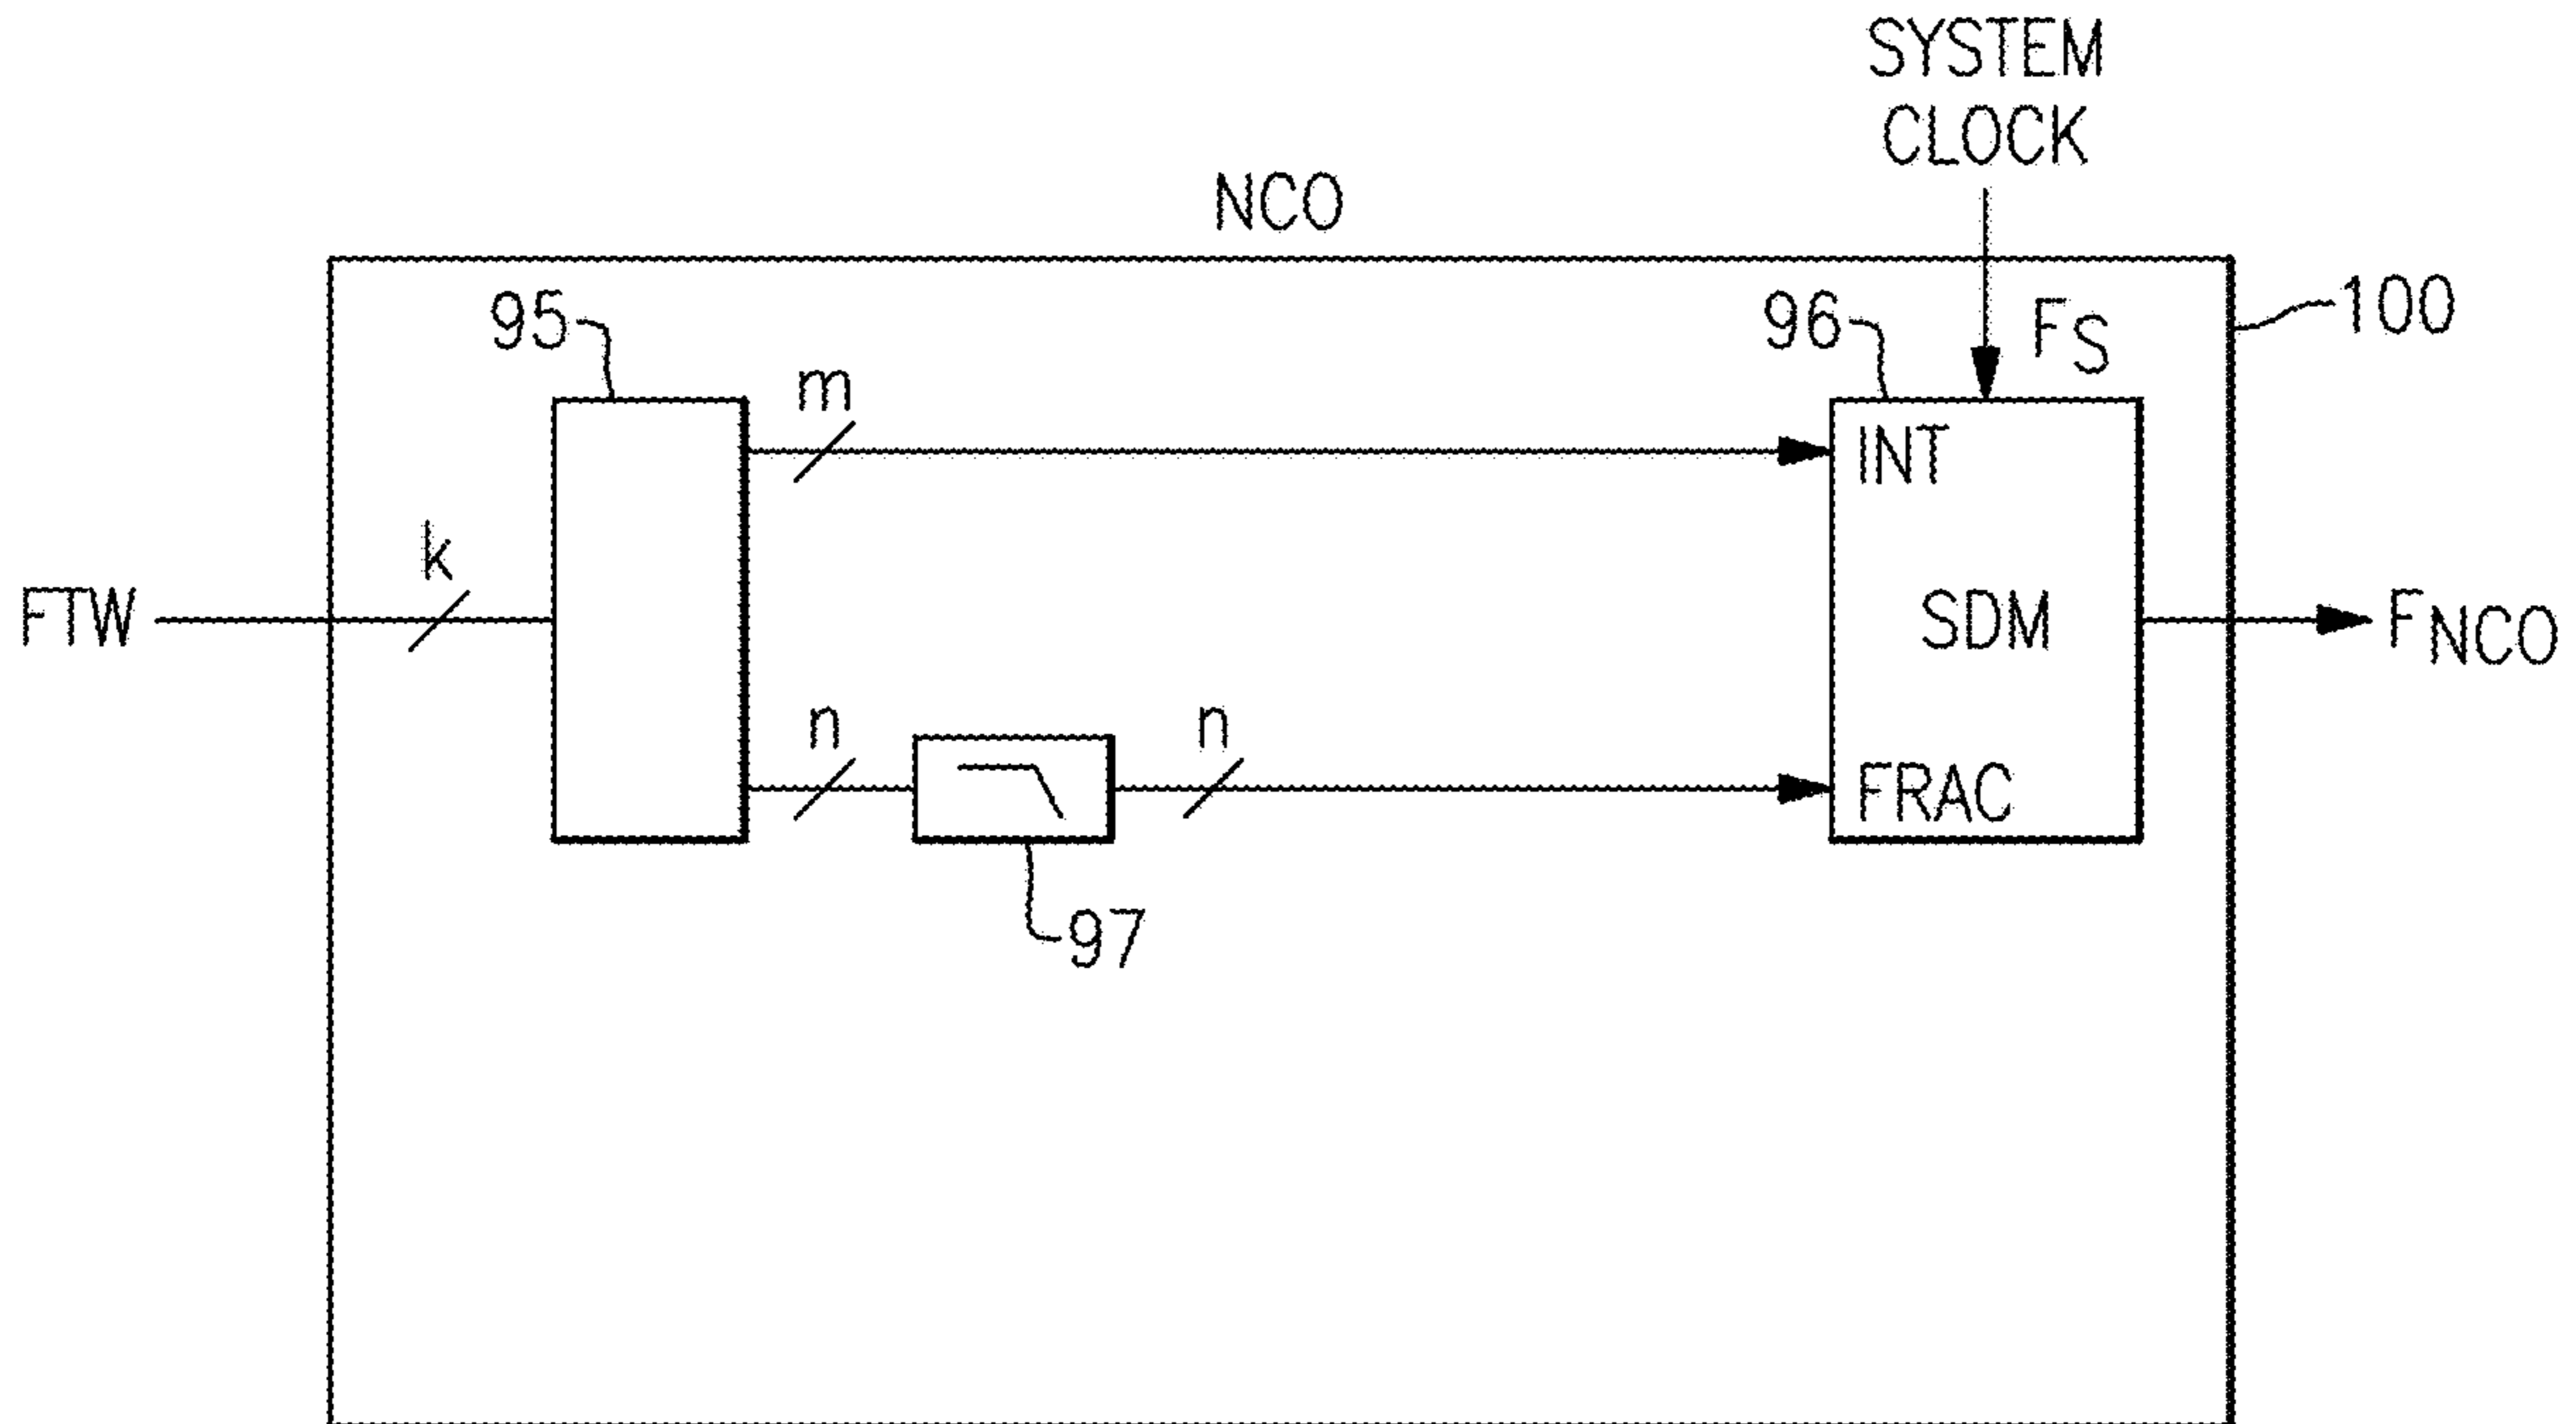 SYSTEM
CLOCK
NCO
95
96
FS
100
m
INT
k
FTW
SDM
FNCO
n
n
FRAC
97